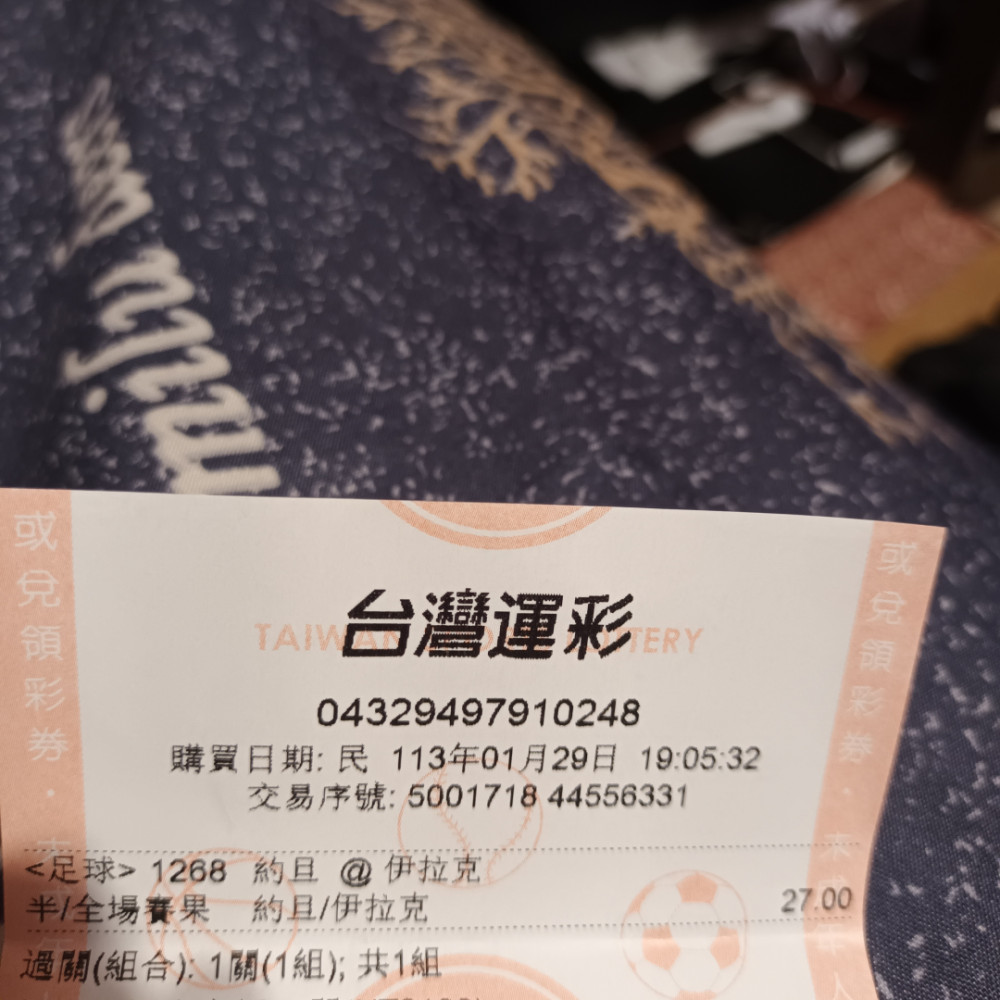 台灣運彩
TAIWAN
04329497910248
購買日期: 民 113年01月29日 19:05:32
交易序號: 5001718 44556331
<足球> 1268 約旦 @ 伊拉克
半/全場賽果 約旦/伊拉克 27.00
過關(組合): 1關(1組); 共1組
或兌領彩券
或兌領彩券